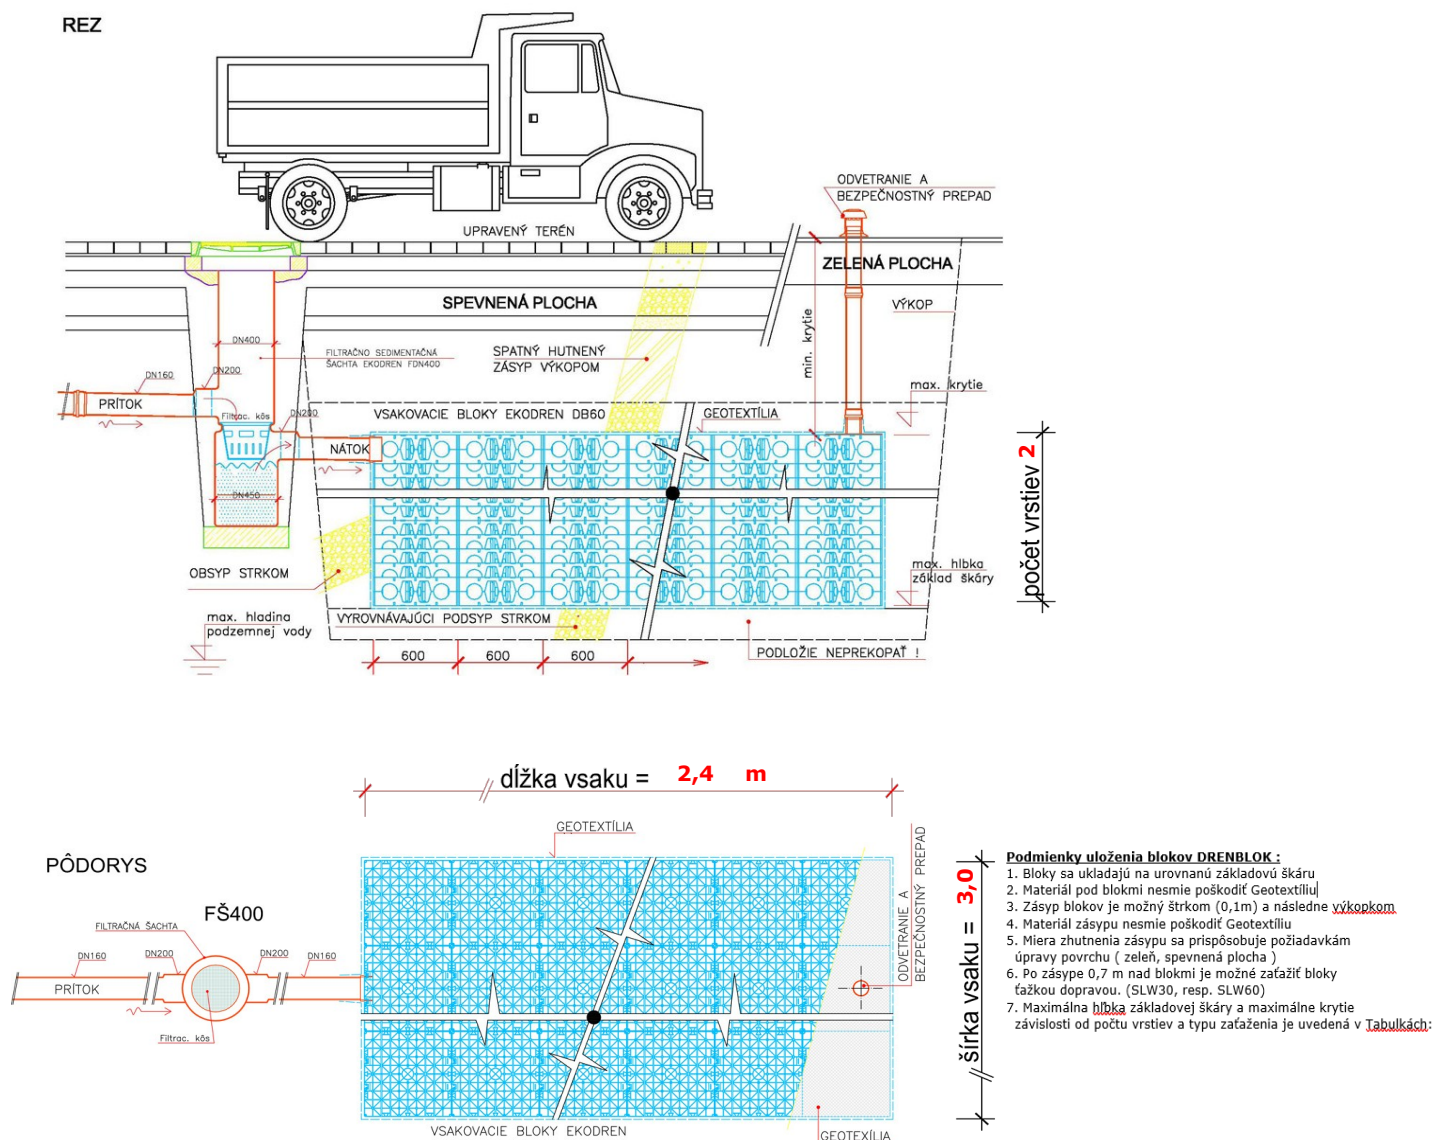 REZ
ODVETRANIE A
BEZPEČNOSTNÝ PREPAD
UPRAVENÝ TERÉN
ZELENÁ PLOCHA
SPEVNENÁ PLOCHA
VÝKOP
min. krytie
DN400
FILTRAČNO SEDIMENTAČNÁ
ŠACHTA EKODREN FDN400
SPATNÝ HUTNENÝ
ZÁSYP VÝKOPOM
DN160
DN200
PRÍTOK
max. krytie
Filtrac. kôs
DN200
VSAKOVACIE BLOKY EKODREN DB60
GEOTEXTÍLIA
NÁTOK
DN450
počet vrstiev 2
OBSYP STRKOM
max. hlbka
základ škáry
max. hladina
podzemnej vody
VYROVNÁVAJÚCI PODSYP STRKOM
PODLOŽIE NEPREKOPAŤ !
600
600
600
dĺžka vsaku = 2,4 m
GEOTEXTÍLIA
PÔDORYS
ODVETRANIE A
BEZPEČNOSTNÝ PREPAD
FŠ400
FILTRAČNÁ ŠACHTA
DN160
DN200
DN200
DN160
PRÍTOK
Filtrac. kôs
šírka vsaku = 3,0
VSAKOVACIE BLOKY EKODREN
GEOTEXÍLIA
Podmienky uloženia blokov DRENBLOK :
1. Bloky sa ukladajú na urovnanú základovú škáru
2. Materiál pod blokmi nesmie poškodiť Geotextíliu
3. Zásyp blokov je možný štrkom (0,1m) a následne výkopkom
4. Materiál zásypu nesmie poškodiť Geotextíliu
5. Miera zhutnenia zásypu sa prispôsobuje požiadavkám
úpravy povrchu ( zeleň, spevnená plocha )
6. Po zásype 0,7 m nad blokmi je možné zaťažiť bloky
ťažkou dopravou. (SLW30, resp. SLW60)
7. Maximálna hĺbka základovej škáry a maximálne krytie
závislosti od počtu vrstiev a typu zaťaženia je uvedená v Tabulkách: